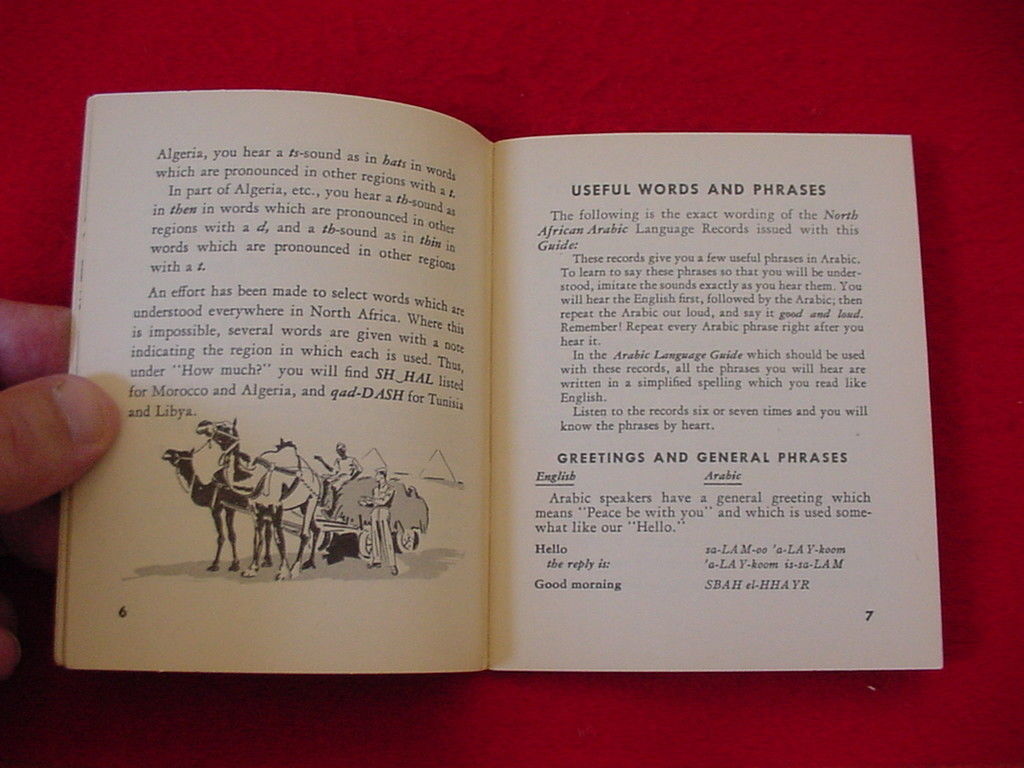 Algeria, you hear a ts-sound as in hats in words
which are pronounced in other regions with a t.
In part of Algeria, etc., you hear a th-sound as
in then in words which are pronounced in other
regions with a d, and a th-sound as in thin in
words which are pronounced in other regions
with a t.
An effort has been made to select words which are
understood everywhere in North Africa. Where this
is impossible, several words are given with a note
indicating the region in which each is used. Thus,
under "How much?" you will find SH_HAL listed
for Morocco and Algeria, and qad-DASH for Tunisia
and Libya.
6
USEFUL WORDS AND PHRASES
The following is the exact wording of the North
African Arabic Language Records issued with this
Guide:
These records give you a few useful phrases in Arabic.
To learn to say these phrases so that you will be under-
stood, imitate the sounds exactly as you hear them. You
will hear the English first, followed by the Arabic; then
repeat the Arabic out loud, and say it good and loud.
Remember! Repeat every Arabic phrase right after you
hear it.
In the Arabic Language Guide which should be used
with these records, all the phrases you will hear are
written in a simplified spelling which you read like
English.
Listen to the records six or seven times and you will
know the phrases by heart.
GREETINGS AND GENERAL PHRASES
English Arabic
Arabic speakers have a general greeting which
means "Peace be with you" and which is used some-
what like our "Hello."
Hello sa-LAM-oo 'a-LAY-koom
the reply is: 'a-LAY-koom is-sa-LAM
Good morning SBAH el-HHAYR
7